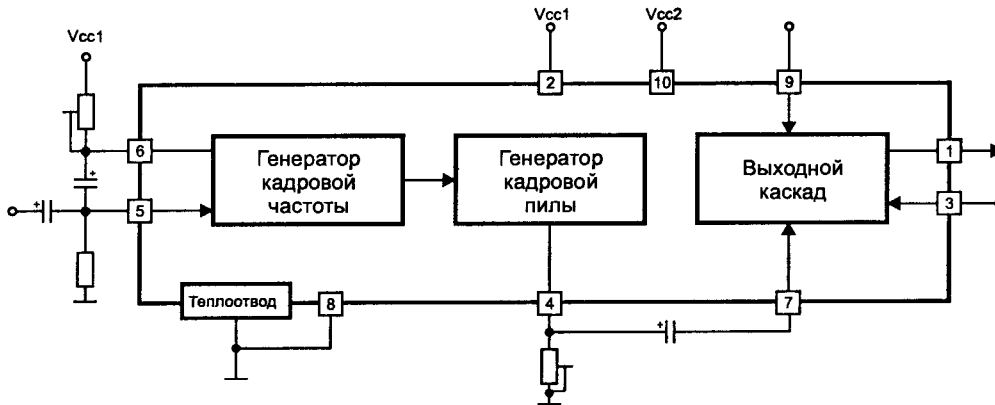 Vcc1
Vcc2
Vcc1
2
10
9
6
Генератор
кадровой
частоты
Генератор
кадровой
пилы
Выходной
каскад
1
5
3
Теплоотвод
8
4
7
+
+
+